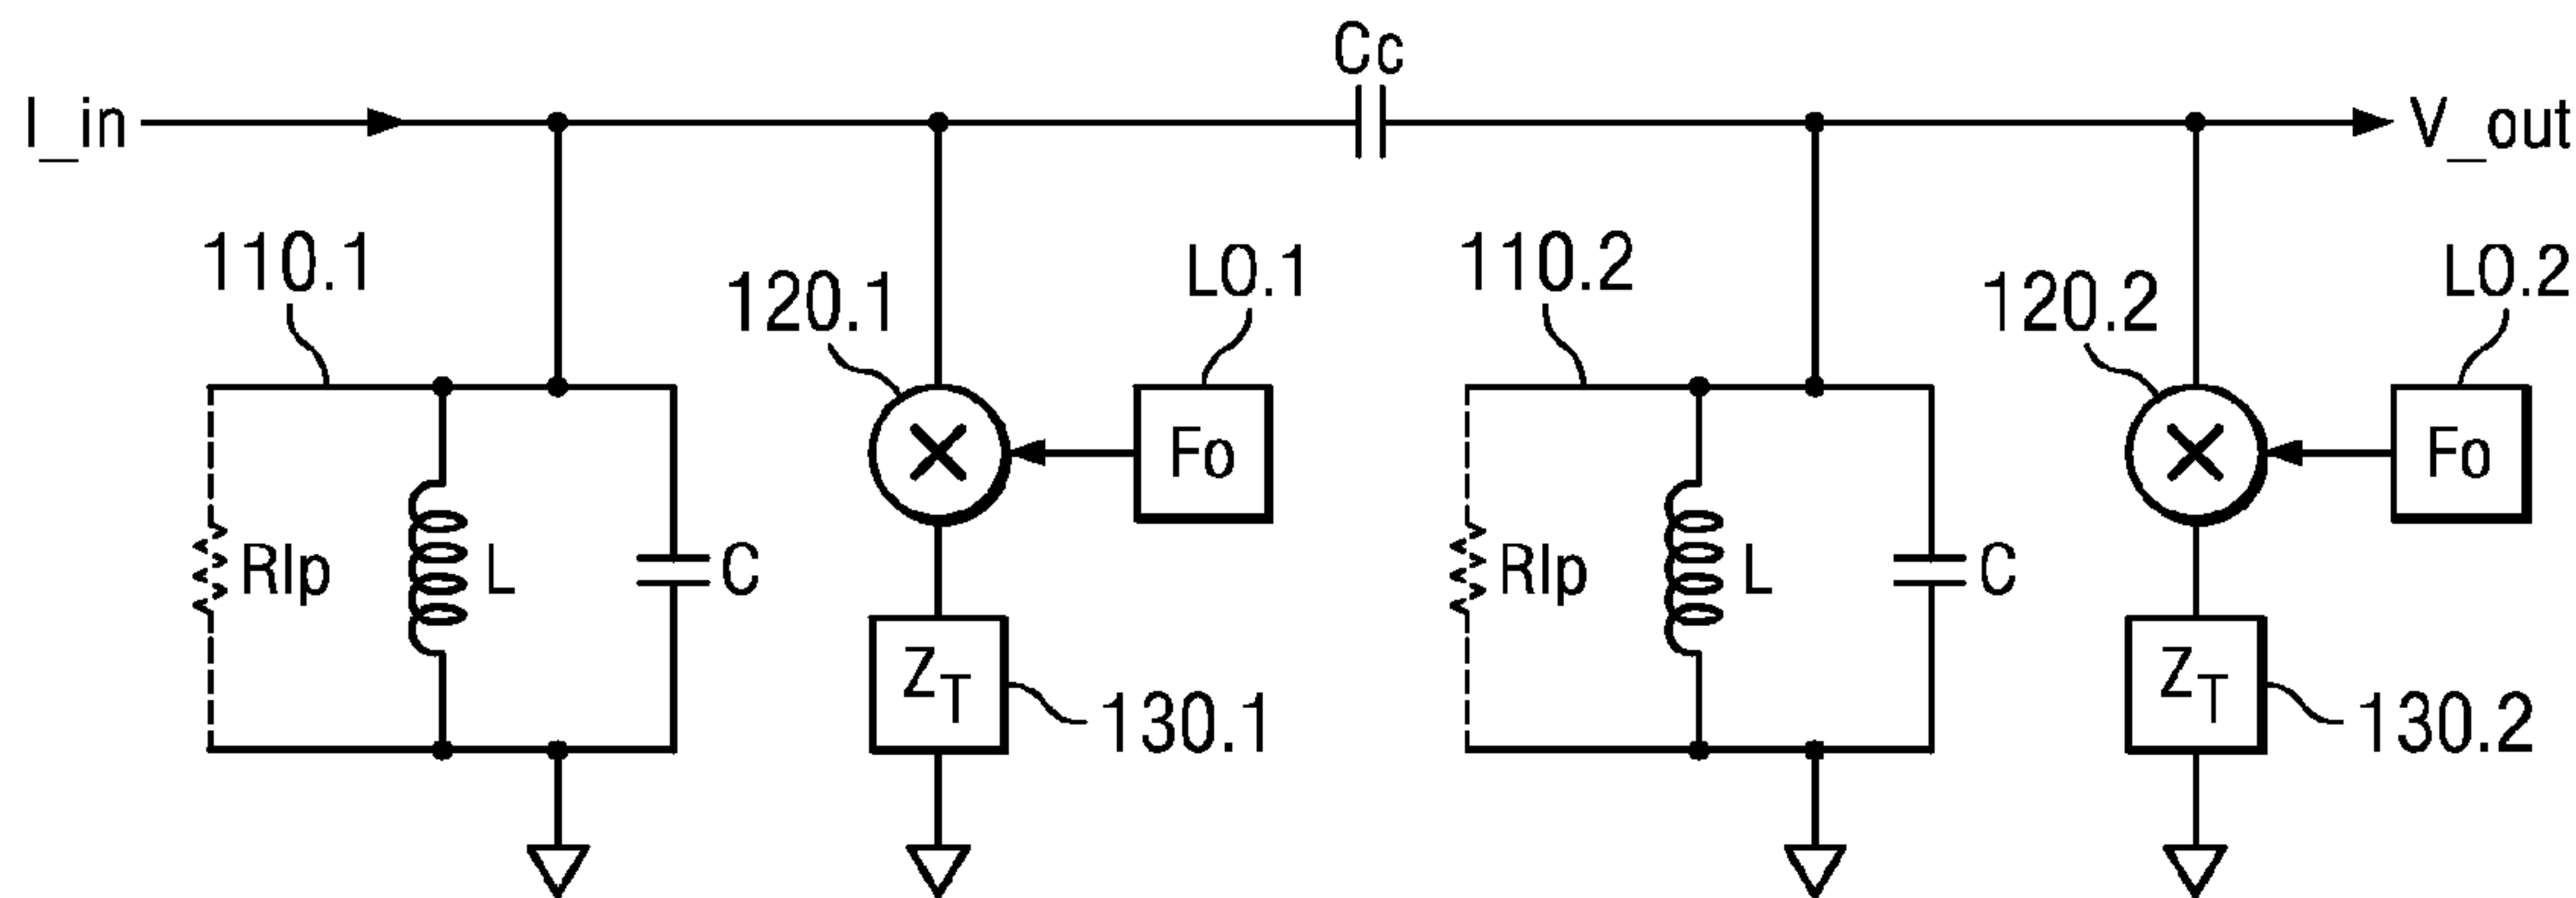 Cc
I_in
V_out
110.1
120.1
LO.1
110.2
120.2
LO.2
Fo
Fo
Rlp
L
C
Rlp
L
C
ZT
130.1
ZT
130.2